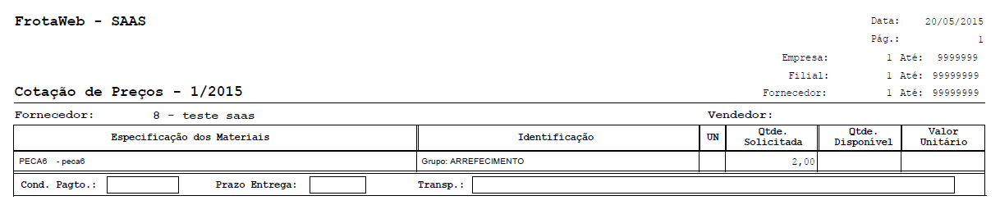 FrotaWeb - SAAS
Data: 20/05/2015
Pág.: 1
Empresa: 1 Até: 9999999
Filial: 1 Até: 99999999
Cotação de Preços - 1/2015
Fornecedor: 1 Até: 99999999
Fornecedor: 8 - teste saas Vendedor:
Especificação dos Materiais Identificação UN Qtde. Solicitada Qtde. Disponível Valor Unitário
PECA6 - peca6 Grupo: ARREFECIMENTO 2,00
Cond. Pagto.: Prazo Entrega: Transp.: